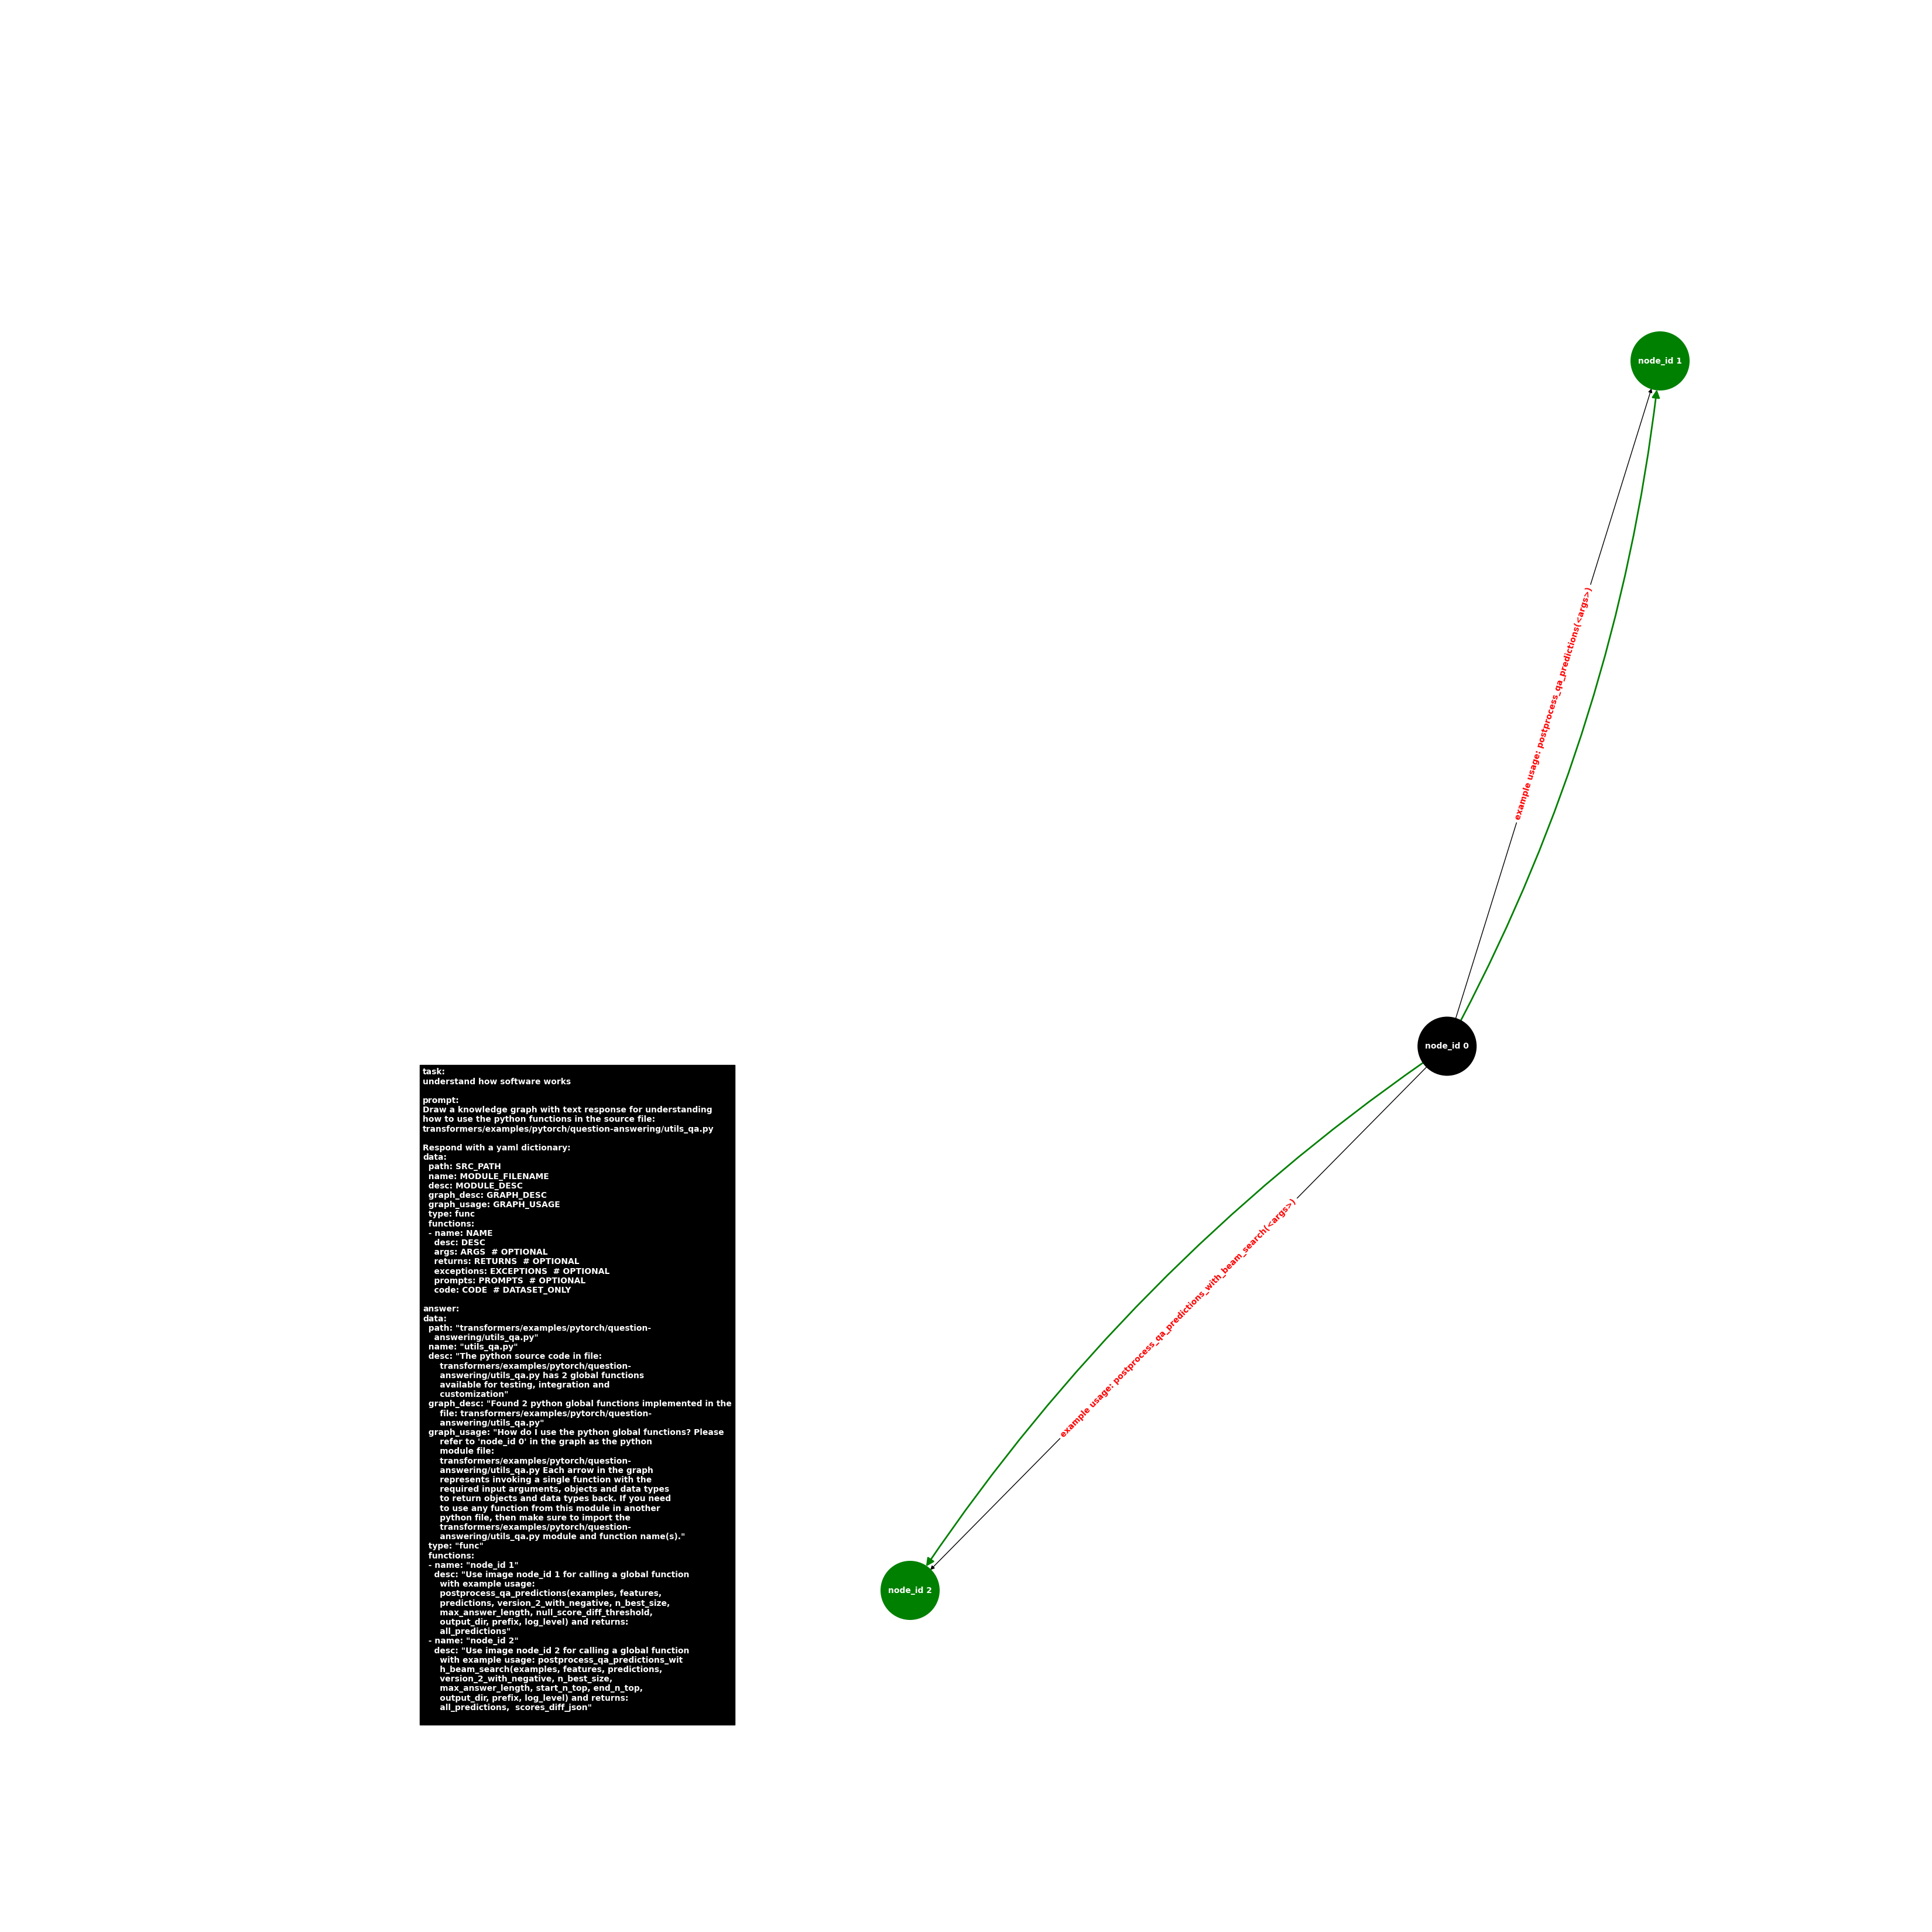 node_id 1
example usage: postprocess_qa_predictions(<args>)
node_id 0
task:
understand how software works

prompt:
Draw a knowledge graph with text response for understanding
how to use the python functions in the source file:
transformers/examples/pytorch/question-answering/utils_qa.py

Respond with a yaml dictionary:
data:
  path: SRC_PATH
  name: MODULE_FILENAME
  desc: MODULE_DESC
  graph_desc: GRAPH_DESC
  graph_usage: GRAPH_USAGE
  type: func
  functions:
  - name: NAME
    desc: DESC
    args: ARGS  # OPTIONAL
    returns: RETURNS  # OPTIONAL
    exceptions: EXCEPTIONS  # OPTIONAL
    prompts: PROMPTS  # OPTIONAL
    code: CODE  # DATASET_ONLY

answer:
data:
  path: "transformers/examples/pytorch/question-
    answering/utils_qa.py"
  name: "utils_qa.py"
  desc: "The python source code in file:
      transformers/examples/pytorch/question-
      answering/utils_qa.py has 2 global functions
      available for testing, integration and
      customization"
  graph_desc: "Found 2 python global functions implemented in the
      file: transformers/examples/pytorch/question-
      answering/utils_qa.py"
  graph_usage: "How do I use the python global functions? Please
      refer to 'node_id 0' in the graph as the python
      module file:
      transformers/examples/pytorch/question-
      answering/utils_qa.py Each arrow in the graph
      represents invoking a single function with the
      required input arguments, objects and data types
      to return objects and data types back. If you need
      to use any function from this module in another
      python file, then make sure to import the
      transformers/examples/pytorch/question-
      answering/utils_qa.py module and function name(s)."
  type: "func"
  functions:
  - name: "node_id 1"
    desc: "Use image node_id 1 for calling a global function
      with example usage:
      postprocess_qa_predictions(examples, features,
      predictions, version_2_with_negative, n_best_size,
      max_answer_length, null_score_diff_threshold,
      output_dir, prefix, log_level) and returns:
      all_predictions"
  - name: "node_id 2"
    desc: "Use image node_id 2 for calling a global function
      with example usage: postprocess_qa_predictions_wit
      h_beam_search(examples, features, predictions,
      version_2_with_negative, n_best_size,
      max_answer_length, start_n_top, end_n_top,
      output_dir, prefix, log_level) and returns:
      all_predictions,  scores_diff_json"
example usage: postprocess_qa_predictions_with_beam_search(<args>)
node_id 2